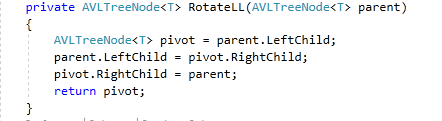 private AVLTreeNode<T> RotateLL(AVLTreeNode<T> parent)
{
AVLTreeNode<T> pivot = parent.LeftChild;
parent.LeftChild = pivot.RightChild;
pivot.RightChild = parent;
return pivot;
}